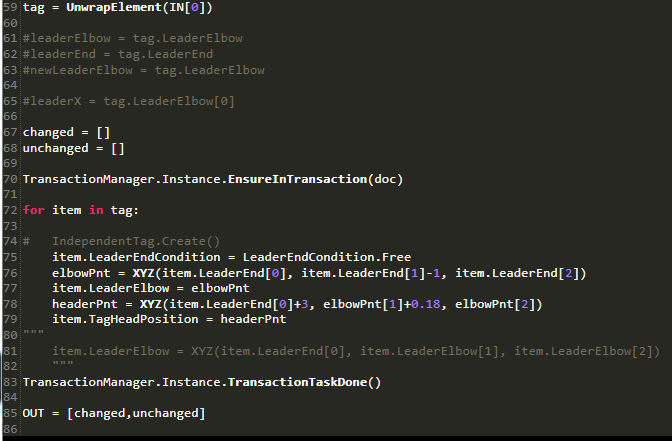 59 tag = UnwrapElement(IN[0])
60
61 #leaderElbow = tag.LeaderElbow
62 #leaderEnd = tag.LeaderEnd
63 #newLeaderElbow = tag.LeaderElbow
64
65 #leaderX = tag.LeaderElbow[0]
66
67 changed = []
68 unchanged = []
69
70 TransactionManager.Instance.EnsureInTransaction(doc)
71
72 for item in tag:
73
74 #   IndependentTag.Create()
75     item.LeaderEndCondition = LeaderEndCondition.Free
76     elbowPnt = XYZ(item.LeaderEnd[0], item.LeaderEnd[1]-1, item.LeaderEnd[2])
77     item.LeaderElbow = elbowPnt
78     headerPnt = XYZ(item.LeaderEnd[0]+3, elbowPnt[1]+0.18, elbowPnt[2])
79     item.TagHeadPosition = headerPnt
80 """
81     item.LeaderElbow = XYZ(item.LeaderEnd[0], item.LeaderElbow[1], item.LeaderElbow[2])
82     """
83 TransactionManager.Instance.TransactionTaskDone()
84
85 OUT = [changed,unchanged]
86